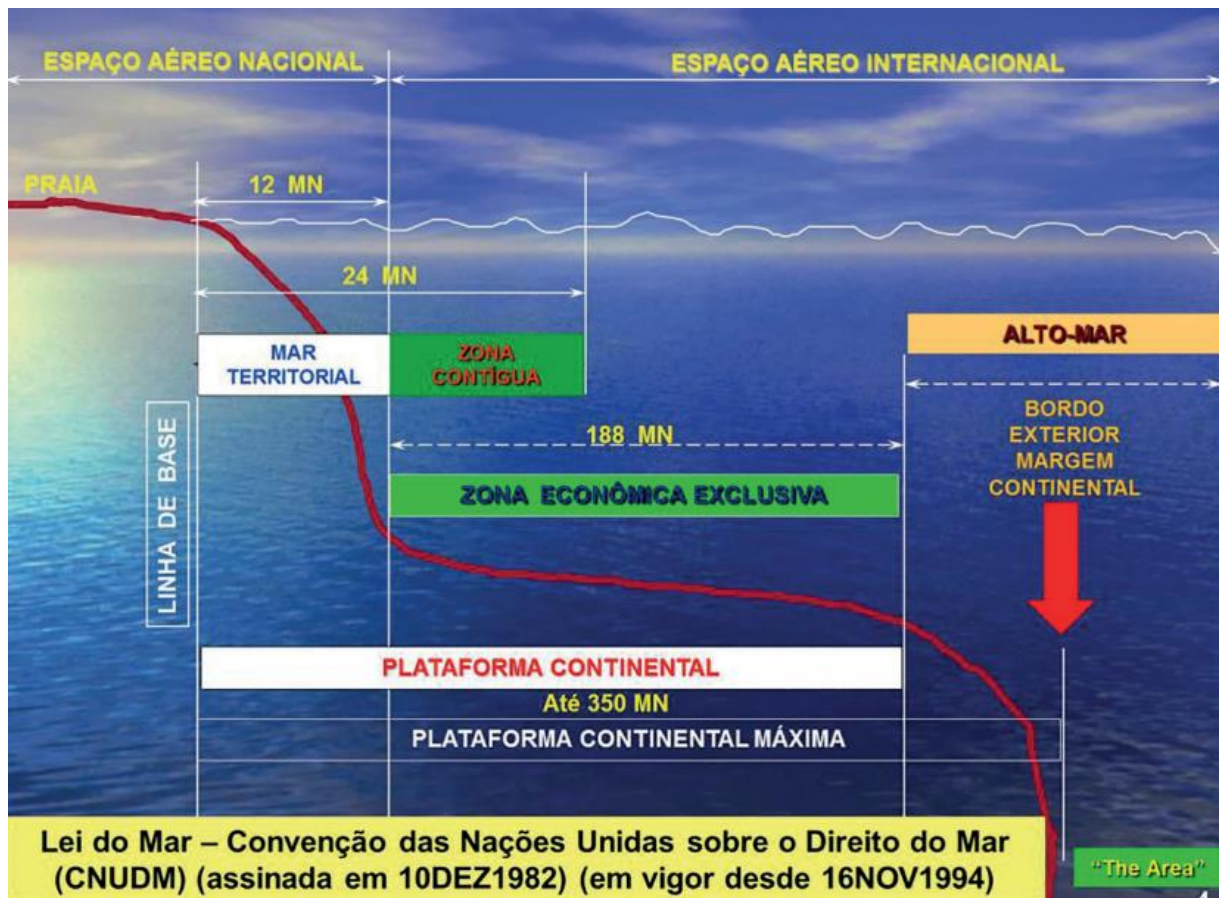 ESPAÇO AÉREO NACIONAL
ESPAÇO AÉREO INTERNACIONAL
PRAIA
12 MN
24 MN
MAR
TERRITORIAL
ZONA
CONTÍGUA
ALTO-MAR
BORDO
EXTERIOR
MARGEM
CONTINENTAL
188 MN
ZONA ECONÔMICA EXCLUSIVA
LINHA DE BASE
PLATAFORMA CONTINENTAL
Até 350 MN
PLATAFORMA CONTINENTAL MÁXIMA
Lei do Mar – Convenção das Nações Unidas sobre o Direito do Mar
(CNUDM) (assinada em 10DEZ1982) (em vigor desde 16NOV1994)
"The Area"